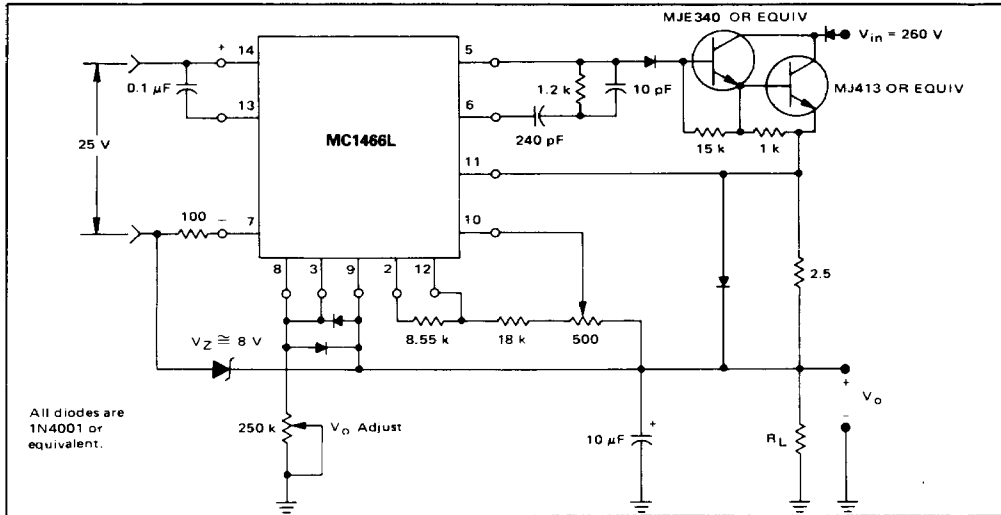 MJE340 OR EQUIV
V_in = 260 V
MJ413 OR EQUIV
+
14
0.1 µF
13
25 V
MC1466L
5
1.2 k
10 pF
6
240 pF
15 k
1 k
11
100
−
7
10
8
3
9
2
12
2.5
V_Z ≅ 8 V
8.55 k
18 k
500
+
V_o
−
All diodes are
1N4001 or
equivalent.
250 k
V_o Adjust
10 µF
+
R_L